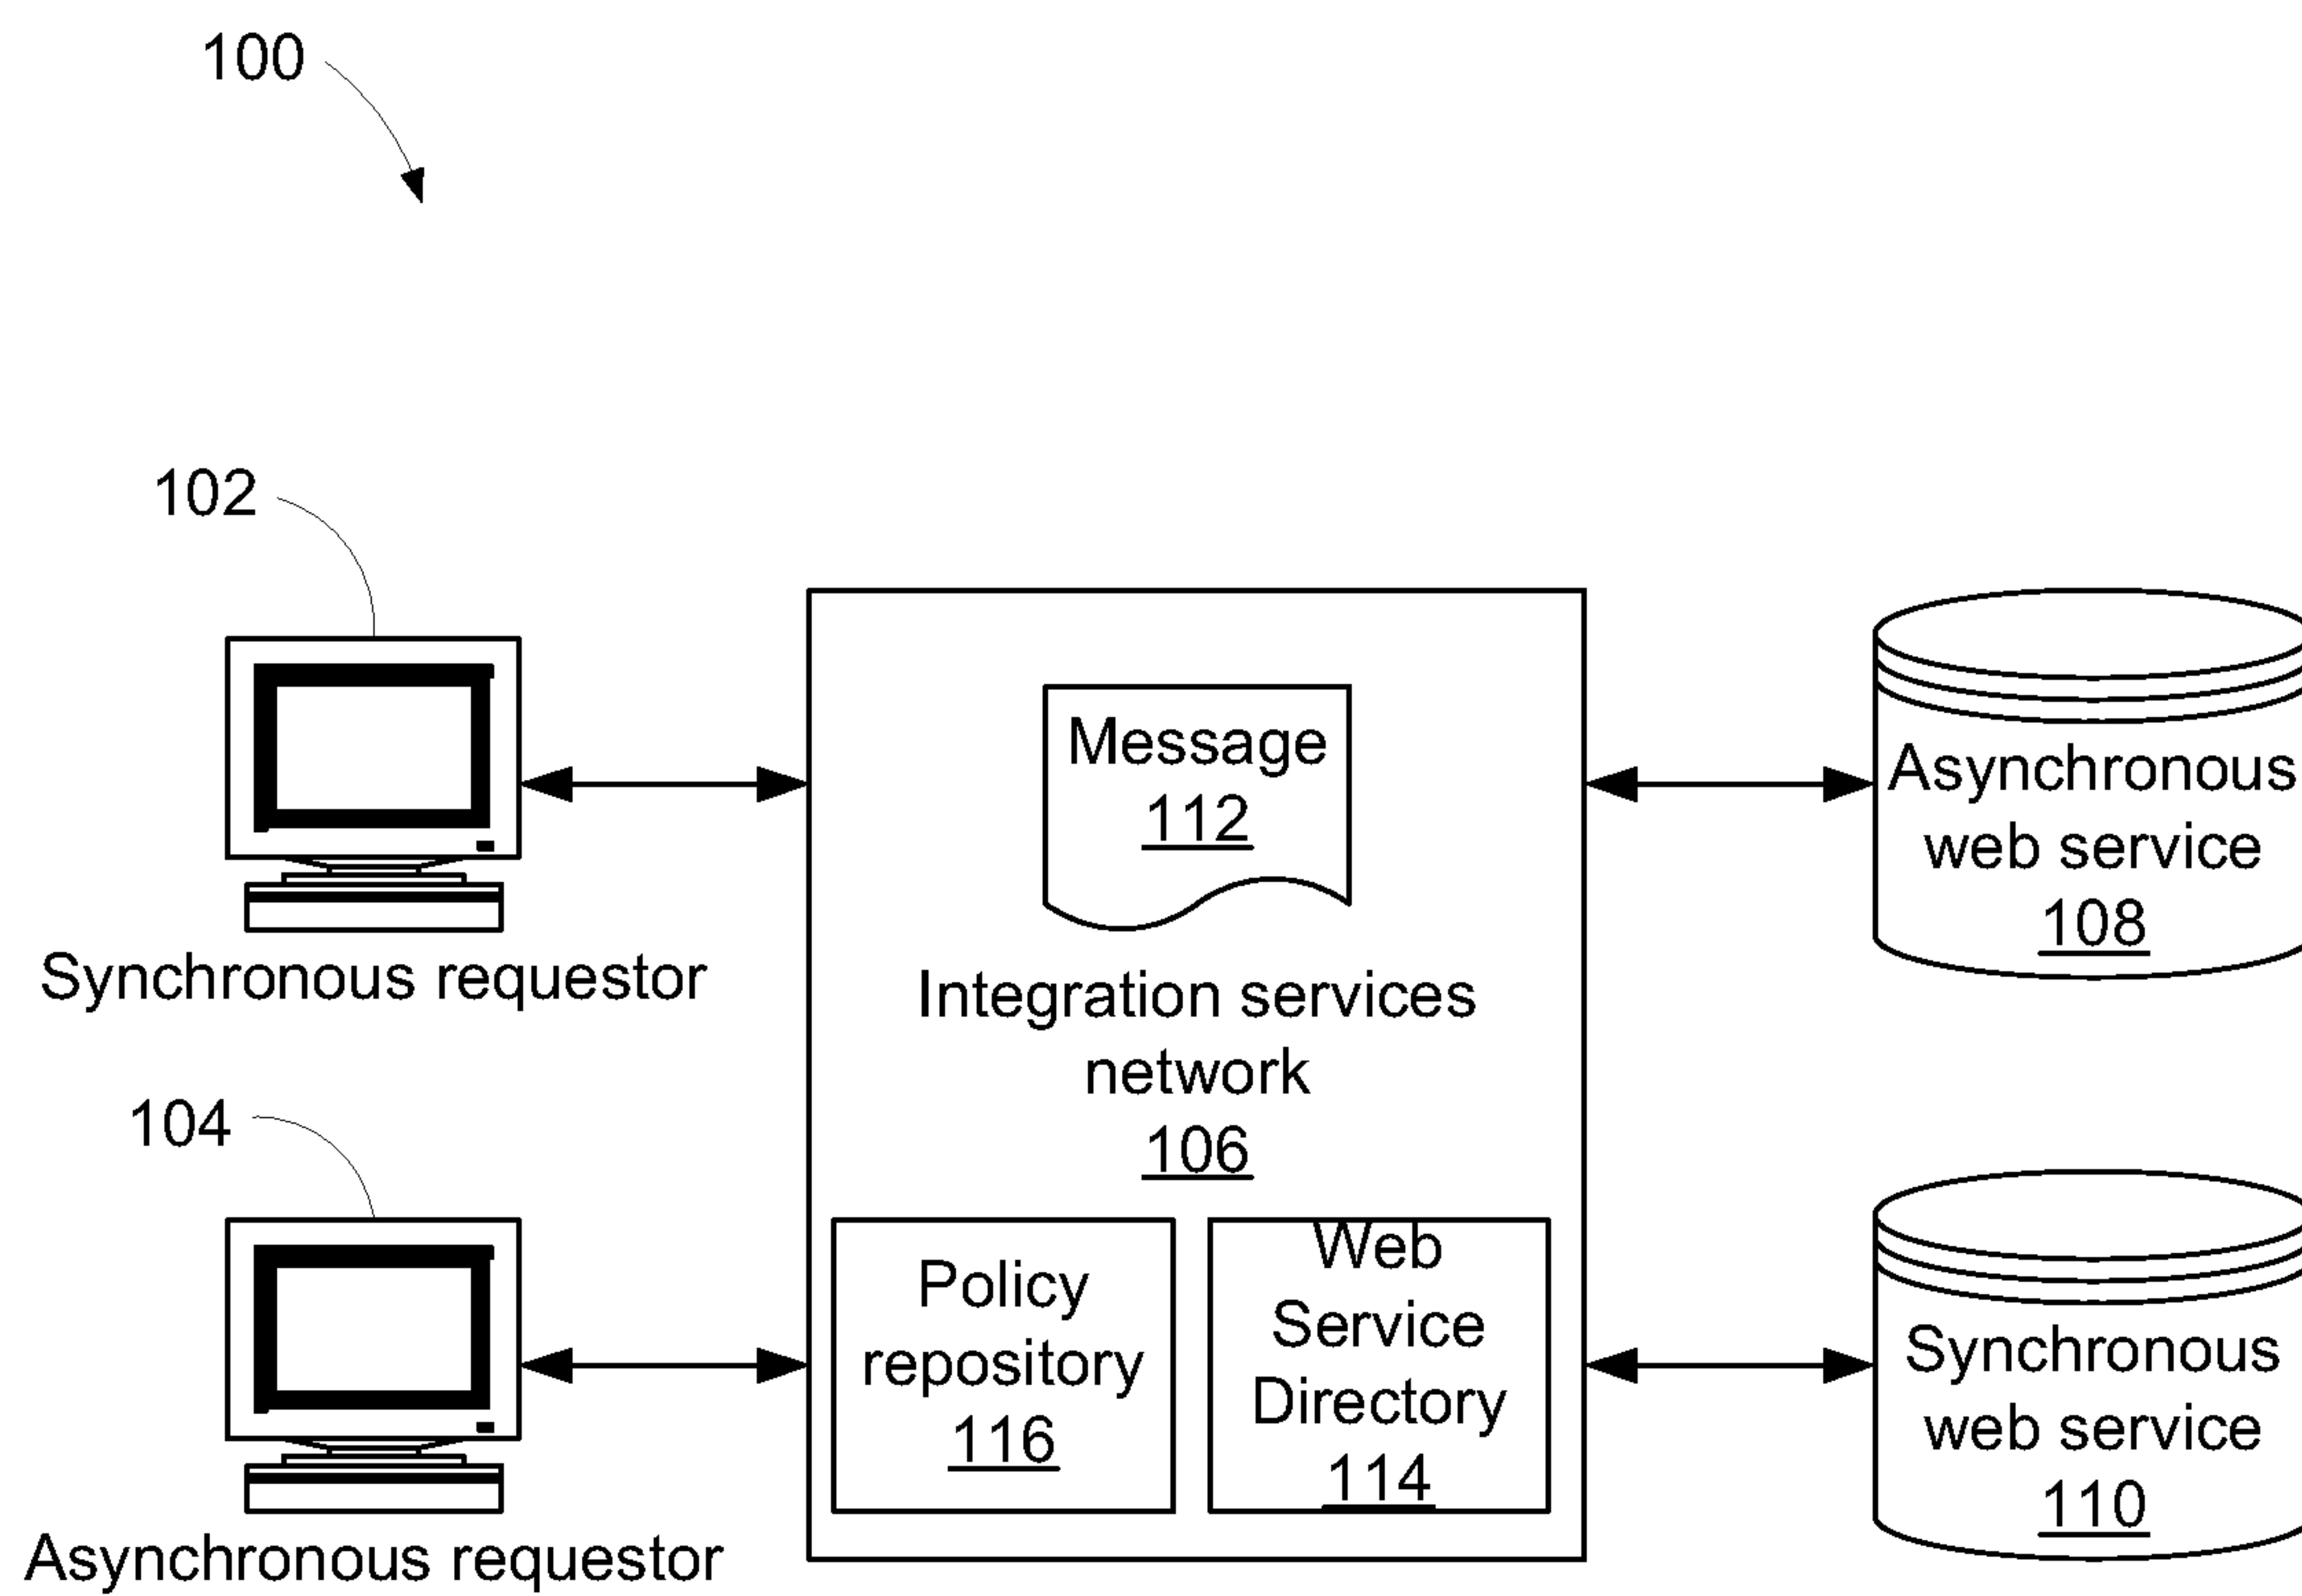 100
102
Synchronous requestor
104
Asynchronous requestor
Message
112
Integration services
network
106
Policy
repository
116
Web
Service
Directory
114
Asynchronous
web service
108
Synchronous
web service
110